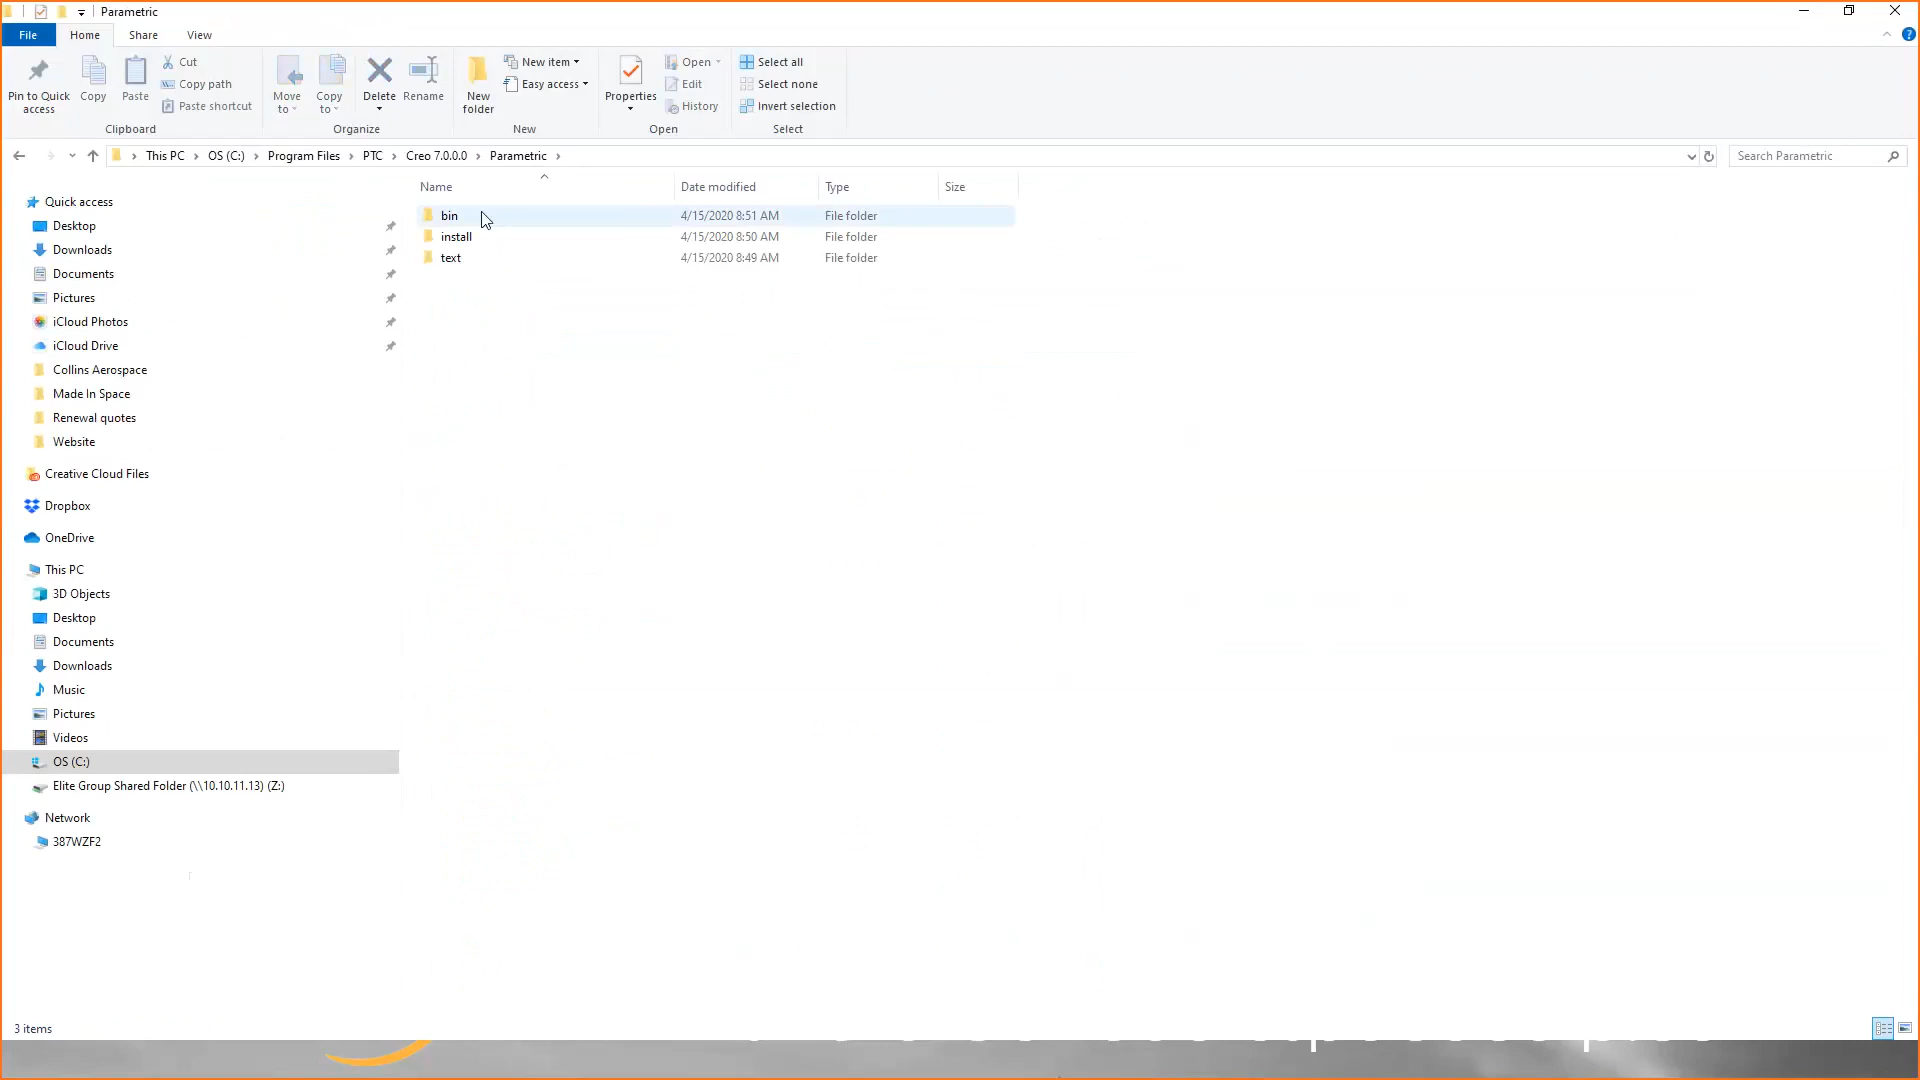 Parametric
File Home Share View
Pin to Quick access
Copy
Paste
Cut
Copy path
Paste shortcut
Clipboard
Move to
Copy to
Delete
Rename
Organize
New folder
New item
Easy access
New
Properties
Open
Edit
History
Open
Select all
Select none
Invert selection
Select
This PC › OS (C:) › Program Files › PTC › Creo 7.0.0.0 › Parametric ›
Search Parametric
Name Date modified Type Size
bin 4/15/2020 8:51 AM File folder
install 4/15/2020 8:50 AM File folder
text 4/15/2020 8:49 AM File folder
Quick access
Desktop
Downloads
Documents
Pictures
iCloud Photos
iCloud Drive
Collins Aerospace
Made In Space
Renewal quotes
Website
Creative Cloud Files
Dropbox
OneDrive
This PC
3D Objects
Desktop
Documents
Downloads
Music
Pictures
Videos
OS (C:)
Elite Group Shared Folder (\\10.10.11.13) (Z:)
Network
387WZF2
3 items